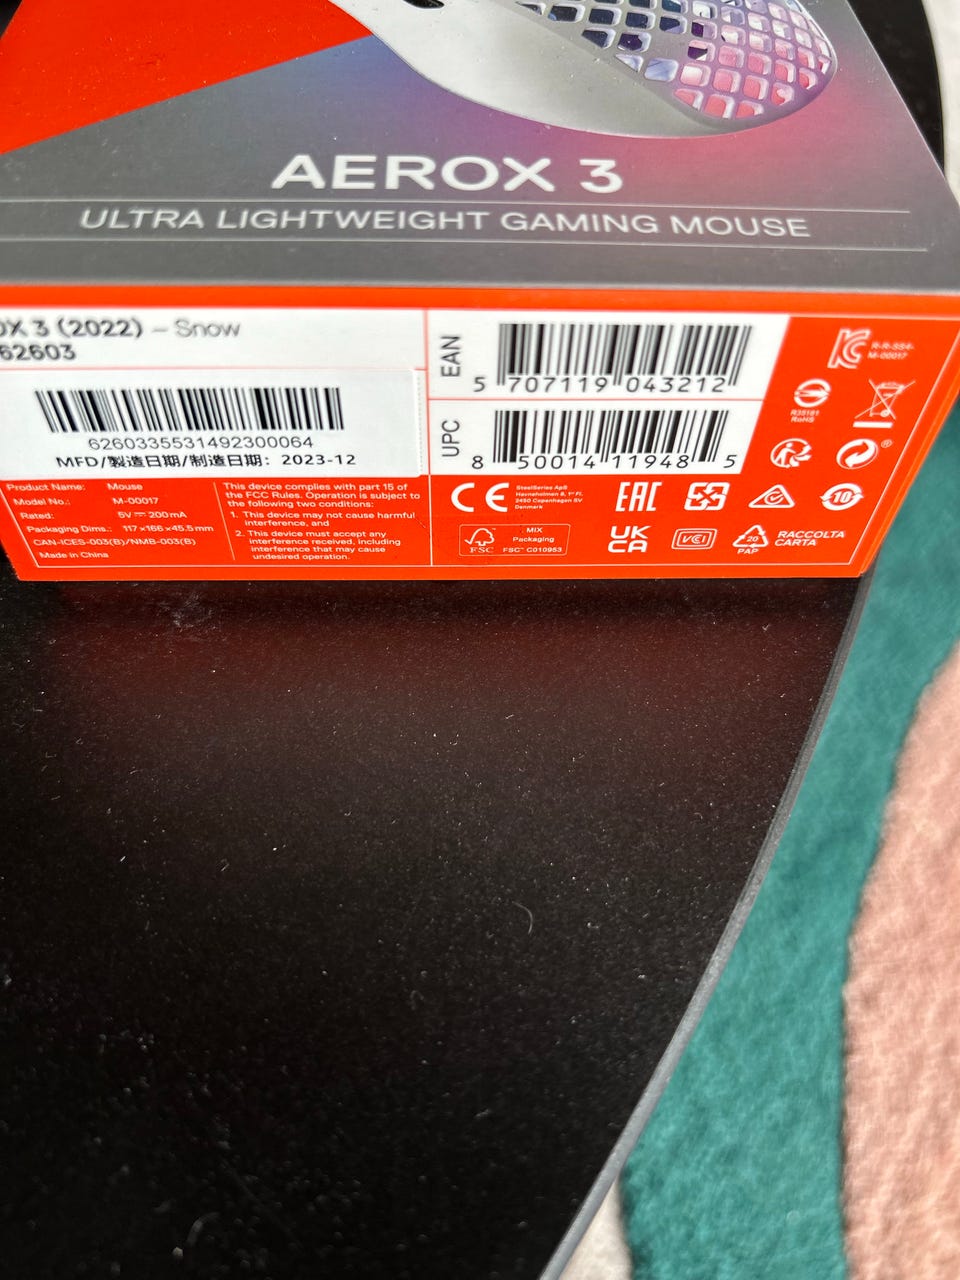 AEROX 3
ULTRA LIGHTWEIGHT GAMING MOUSE
OX 3 (2022) – Snow
62603
6260335531492300064
MFD/製造日期/制造日期: 2023-12
EAN
5 707119 043212
UPC
8 50014 11948 5
R-R-SS4-
M-00017
R35181
RoHS
Product Name: Mouse
Model No.: M-00017
Rated: 5V ⎓ 200mA
Packaging Dims.: 117×166×45.5mm
CAN-ICES-003(B)/NMB-003(B)
Made in China
This device complies with part 15 of
the FCC Rules. Operation is subject to
the following two conditions:
1. This device may not cause harmful
interference, and
2. This device must accept any
interference received, including
interference that may cause
undesired operation.
CE
SteelSeries ApS
Havneholmen 8, 1st Fl.
2450 Copenhagen SV
Denmark
EAC
10
FSC
MIX
Packaging
FSC™ C010953
UK
CA
VCCI
20
PAP
RACCOLTA
CARTA